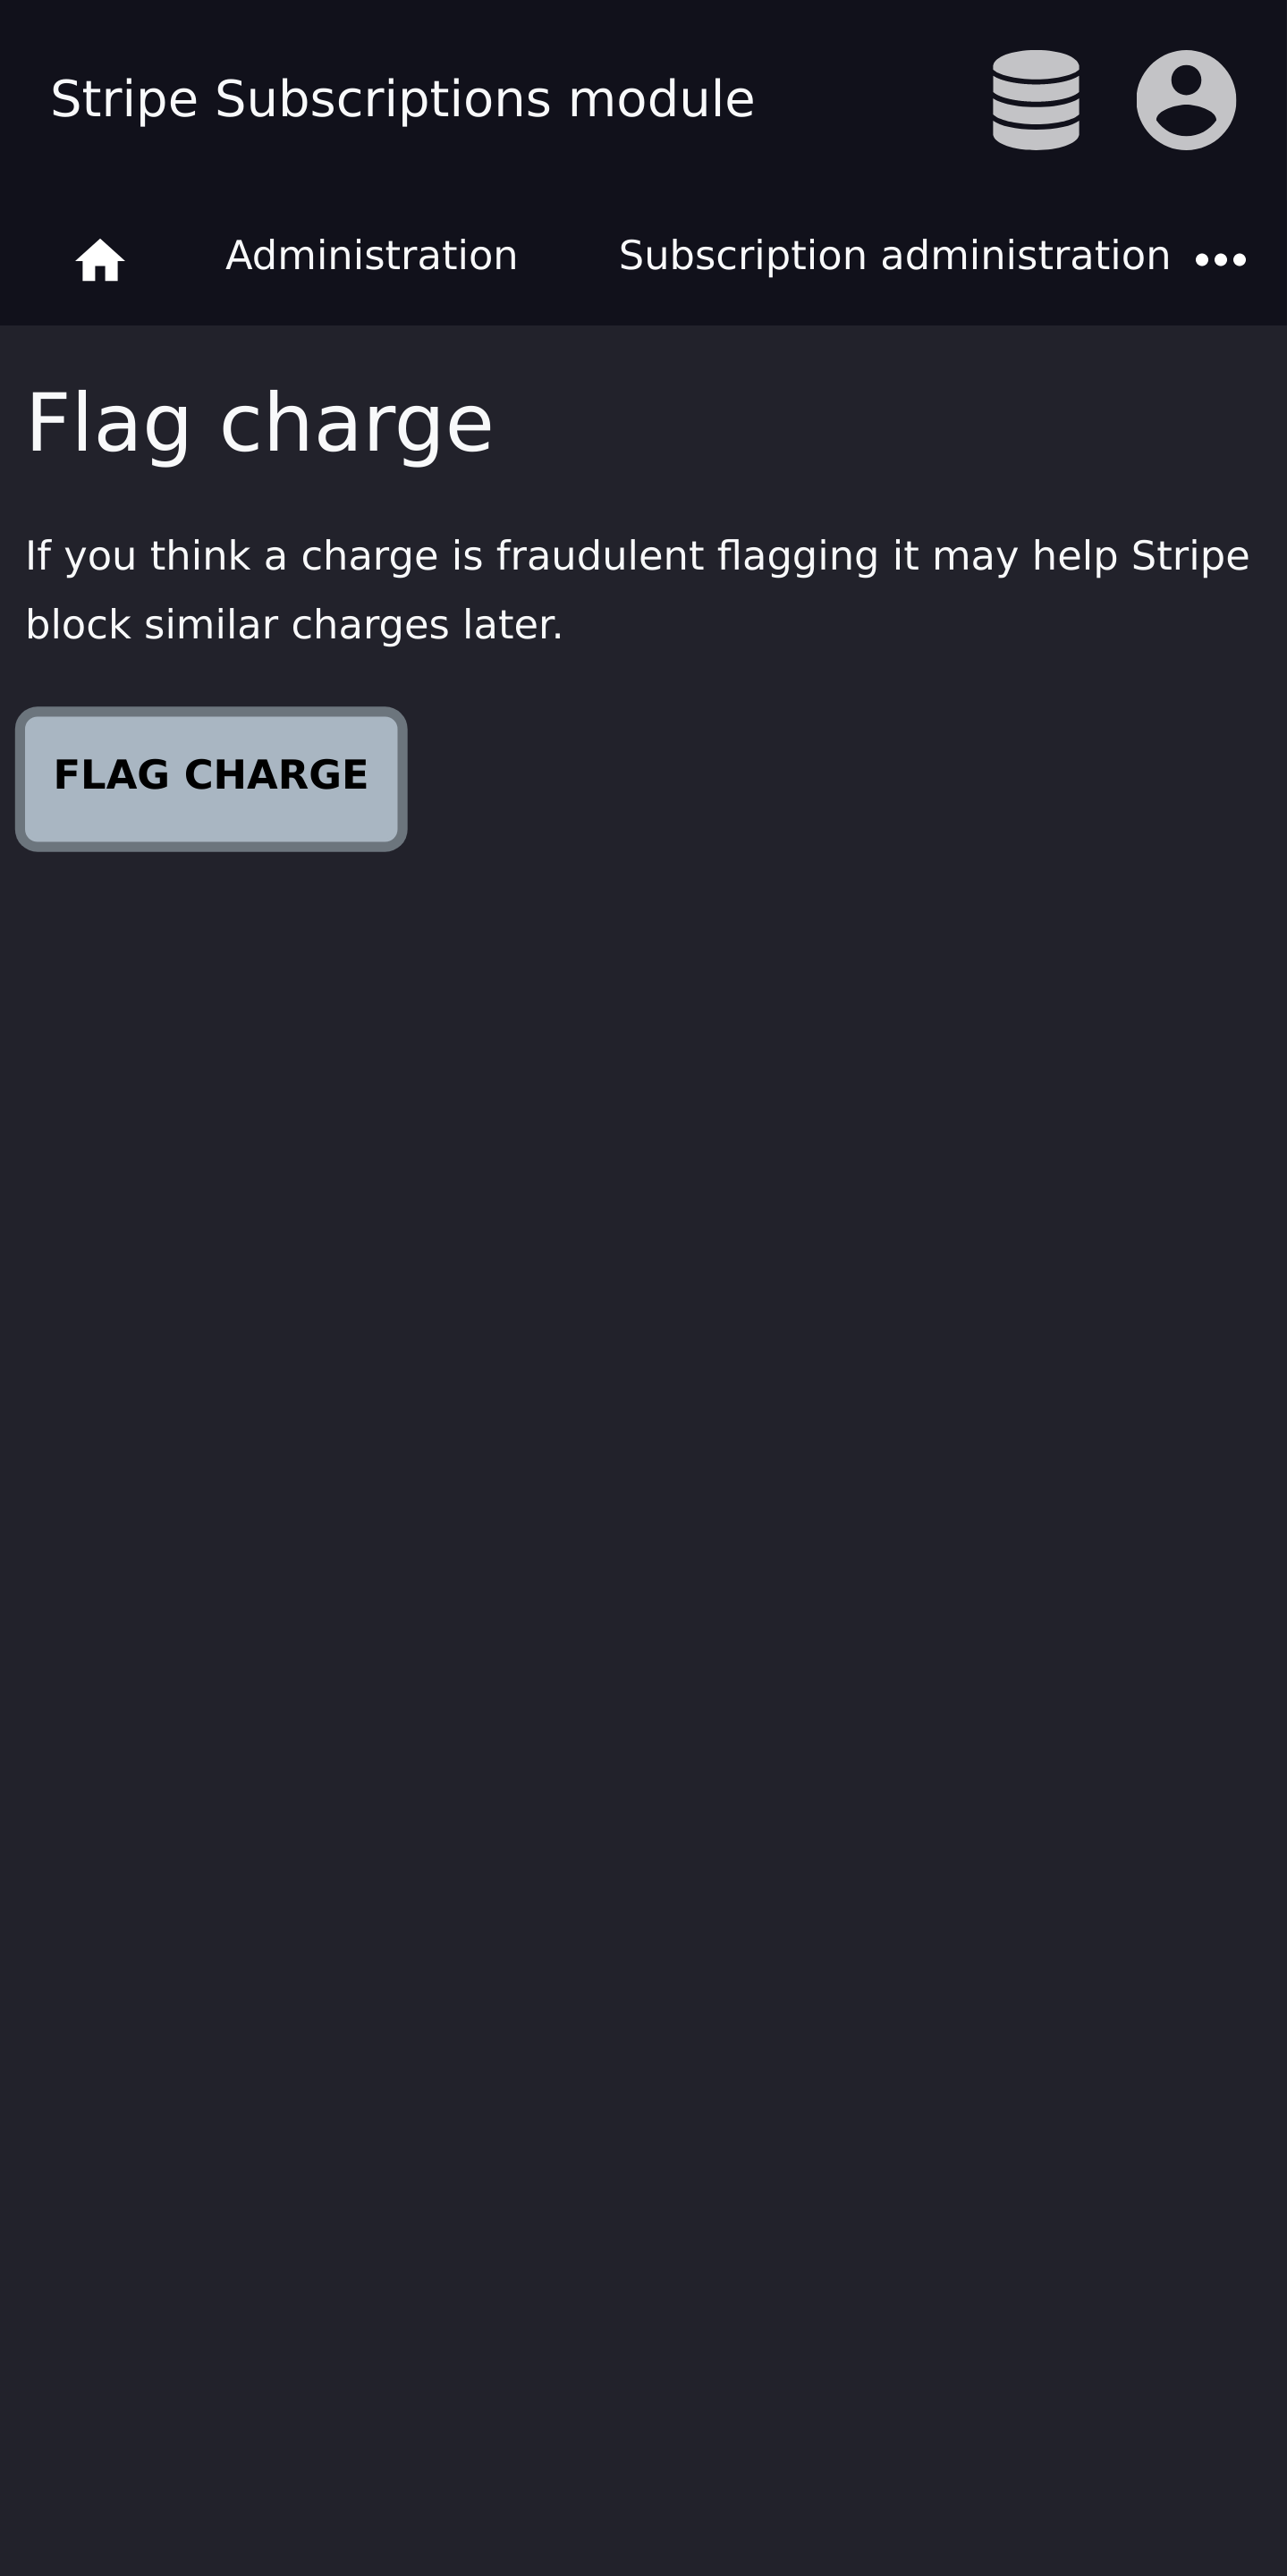 Stripe Subscriptions module
Administration
Subscription administration
Flag charge
If you think a charge is fraudulent flagging it may help Stripe
block similar charges later.
FLAG CHARGE